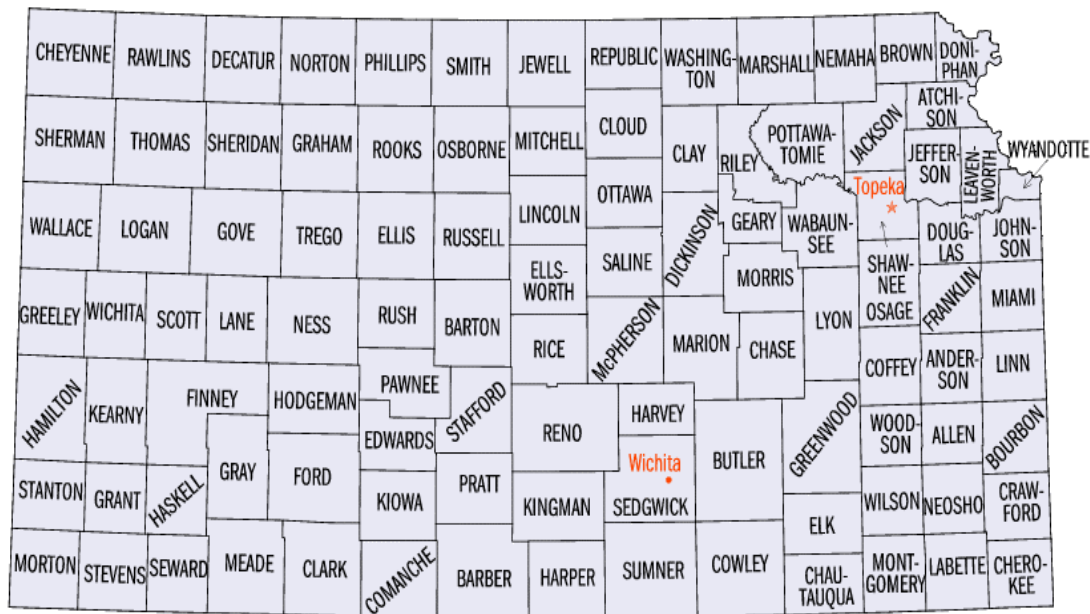 CHEYENNE
RAWLINS
DECATUR
NORTON
PHILLIPS
SMITH
JEWELL
REPUBLIC
WASHING-
TON
MARSHALL
NEMAHA
BROWN
DONI-
PHAN
SHERMAN
THOMAS
SHERIDAN
GRAHAM
ROOKS
OSBORNE
MITCHELL
CLOUD
CLAY
RILEY
POTTAWA-
TOMIE
JACKSON
ATCHI-
SON
JEFFER-
SON
LEAVEN-
WORTH
WYANDOTTE
WALLACE
LOGAN
GOVE
TREGO
ELLIS
RUSSELL
LINCOLN
OTTAWA
DICKINSON
GEARY
WABAUN-
SEE
Topeka
SHAW-
NEE
DOUG-
LAS
JOHN-
SON
ELLS-
WORTH
SALINE
MORRIS
GREELEY
WICHITA
SCOTT
LANE
NESS
RUSH
BARTON
RICE
McPHERSON
MARION
CHASE
LYON
OSAGE
FRANKLIN
MIAMI
HAMILTON
KEARNY
FINNEY
HODGEMAN
PAWNEE
STAFFORD
RENO
HARVEY
BUTLER
GREENWOOD
COFFEY
ANDER-
SON
LINN
EDWARDS
GRAY
FORD
Wichita
SEDGWICK
WOOD-
SON
ALLEN
BOURBON
STANTON
GRANT
HASKELL
KIOWA
PRATT
KINGMAN
ELK
WILSON
NEOSHO
CRAW-
FORD
MORTON
STEVENS
SEWARD
MEADE
CLARK
COMANCHE
BARBER
HARPER
SUMNER
COWLEY
CHAU-
TAUQUA
MONT-
GOMERY
LABETTE
CHERO-
KEE